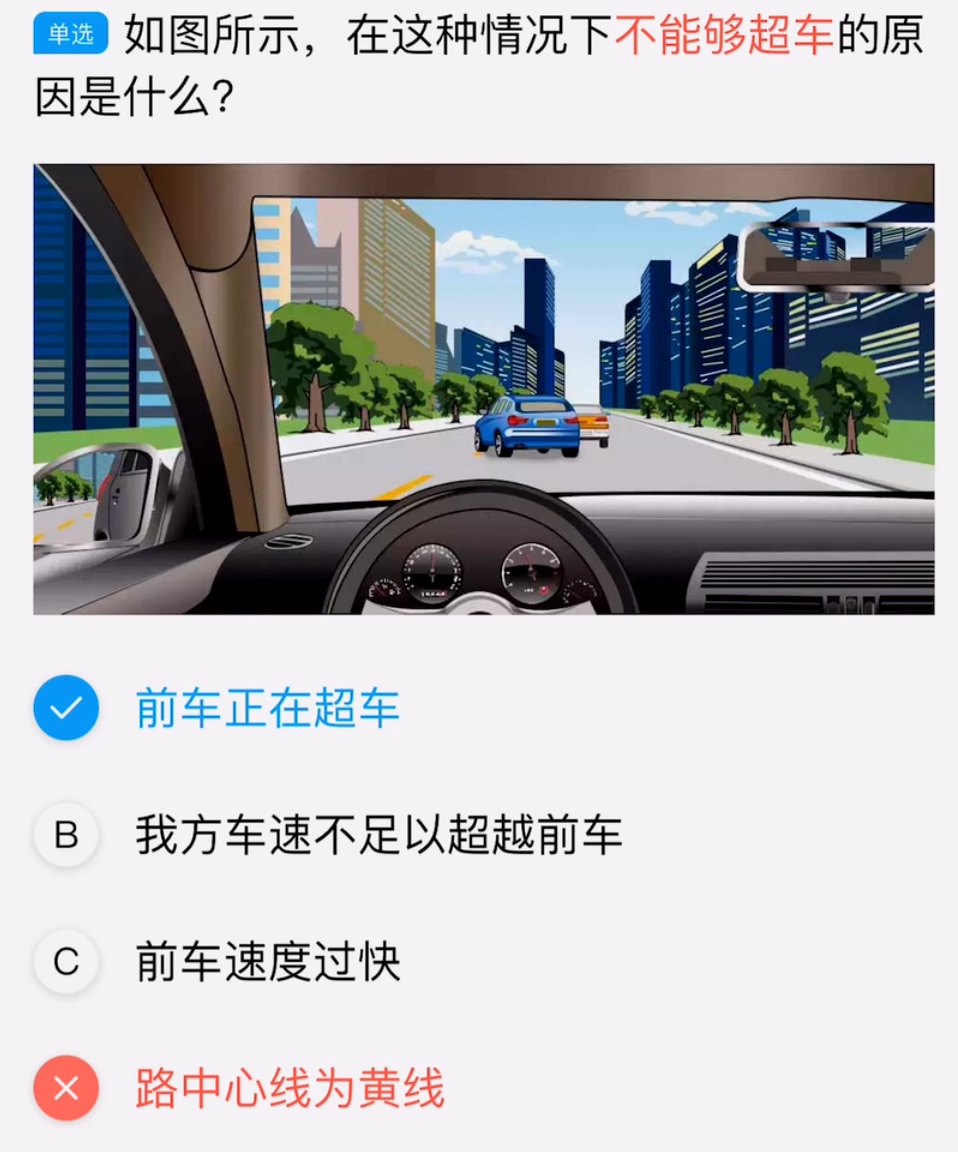 单选 如图所示，在这种情况下不能够超车的原
因是什么？
前车正在超车
B 我方车速不足以超越前车
C 前车速度过快
路中心线为黄线